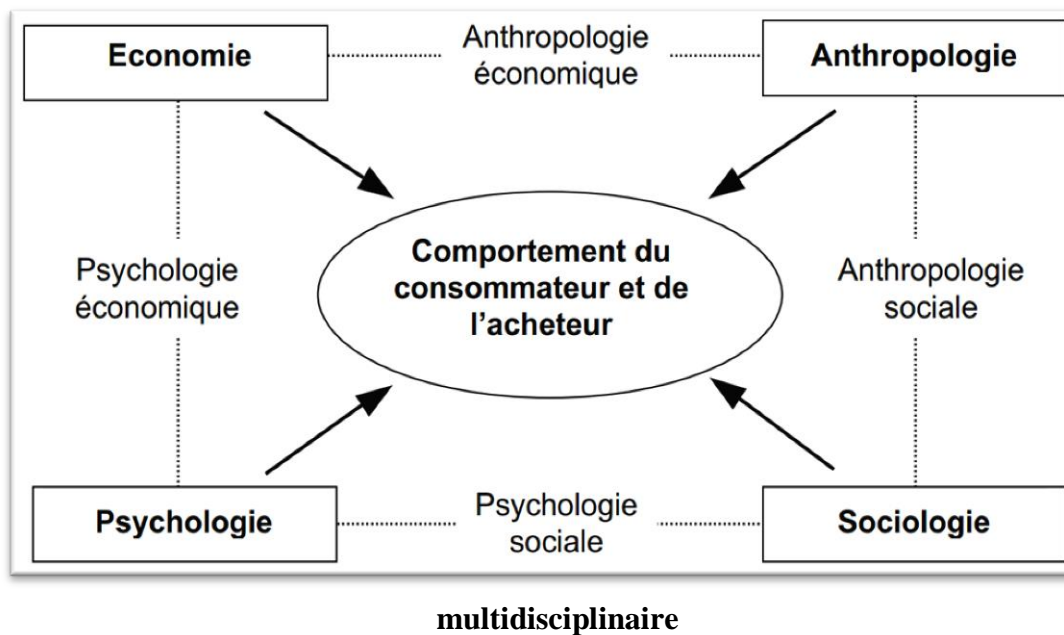 Economie
Anthropologie
économique
Anthropologie
Psychologie
économique
Comportement du
consommateur et de
l’acheteur
Anthropologie
sociale
Psychologie
Psychologie
sociale
Sociologie
multidisciplinaire